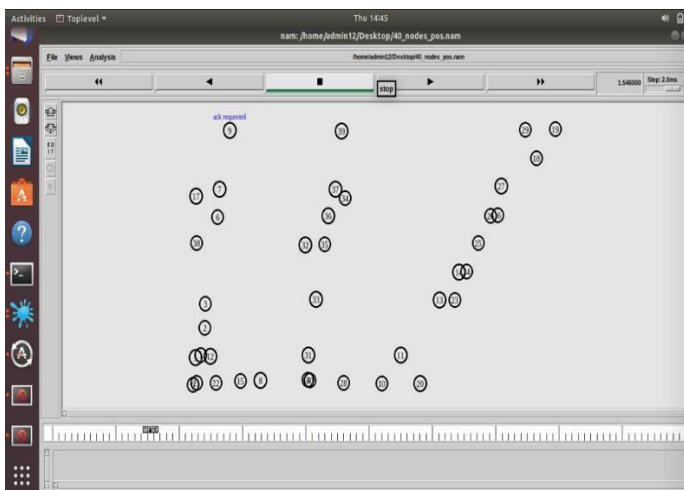 Activities Toplevel ▾ Thu 14:45
nam: /home/admin12/Desktop/40_nodes_pos.nam
File Views Analysis /home/admin12/Desktop/40_nodes_pos.nam
stop 1.546000 Step: 2.0ms
ack requested
9 39 29 19
18
17 7 37 34 27
6 36 26 16
38 32 35 25
14 24
3 33 13 23
2
12 31 11
22 15 8 28 10 20